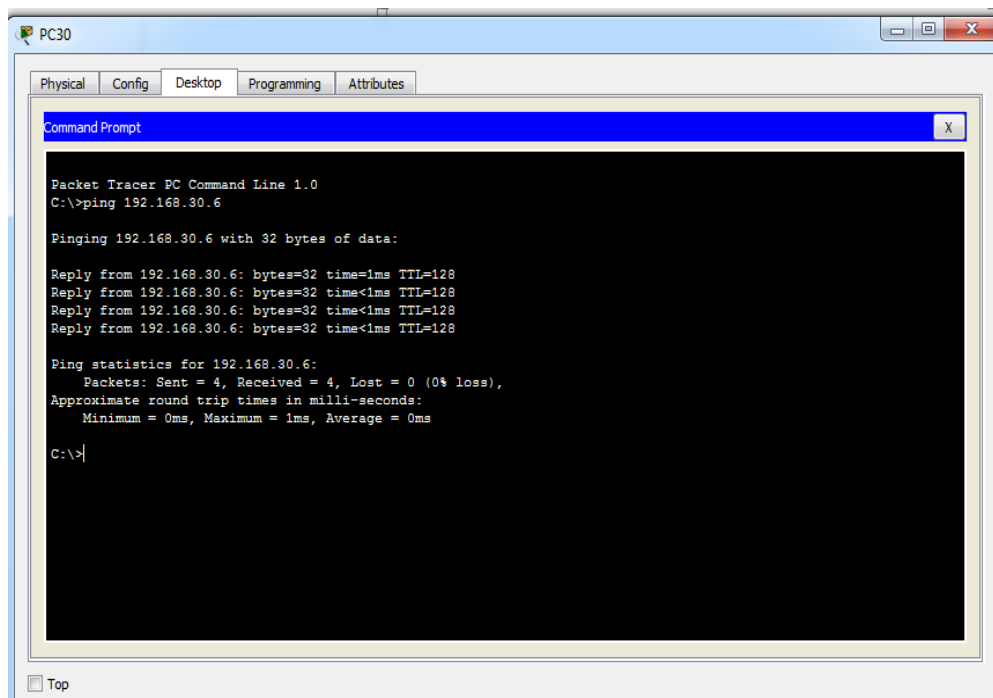 PC30
X
Physical Config Desktop Programming Attributes
Command Prompt X
Packet Tracer PC Command Line 1.0
C:\>ping 192.168.30.6
Pinging 192.168.30.6 with 32 bytes of data:
Reply from 192.168.30.6: bytes=32 time=1ms TTL=128
Reply from 192.168.30.6: bytes=32 time<1ms TTL=128
Reply from 192.168.30.6: bytes=32 time<1ms TTL=128
Reply from 192.168.30.6: bytes=32 time<1ms TTL=128
Ping statistics for 192.168.30.6:
Packets: Sent = 4, Received = 4, Lost = 0 (0% loss),
Approximate round trip times in milli-seconds:
Minimum = 0ms, Maximum = 1ms, Average = 0ms
C:\>
Top